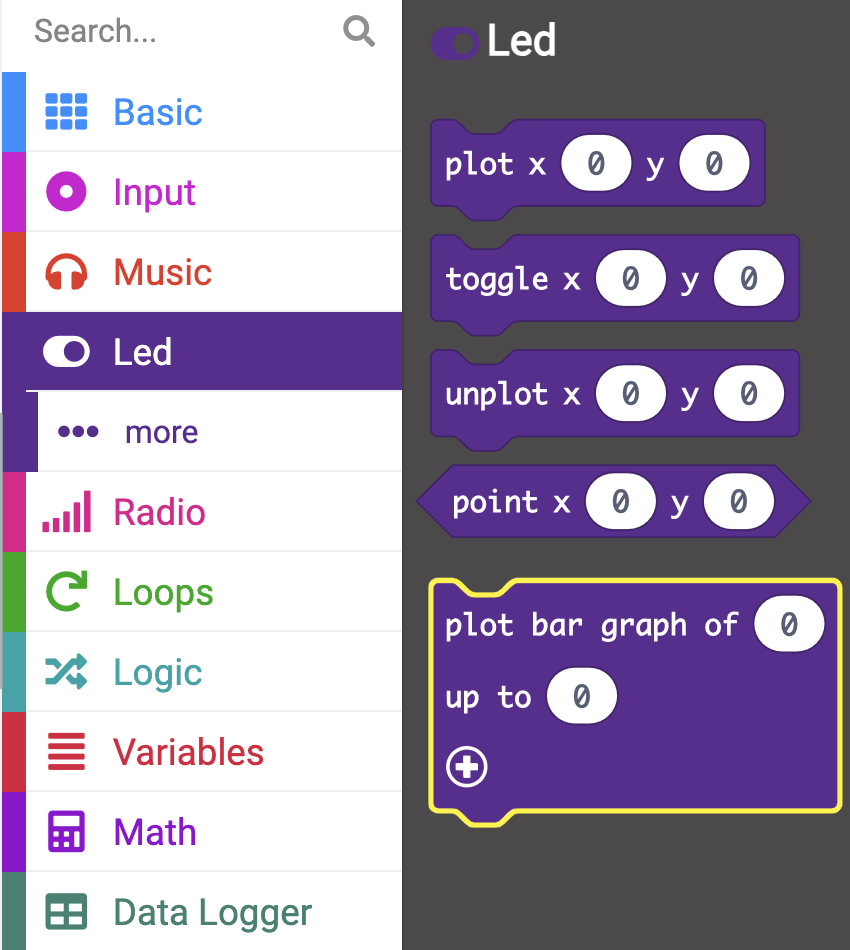 Search...
Basic
Input
Music
Led
more
Radio
Loops
Logic
Variables
Math
Data Logger
Led
plot x 0 y 0
toggle x 0 y 0
unplot x 0 y 0
point x 0 y 0
plot bar graph of 0
up to 0